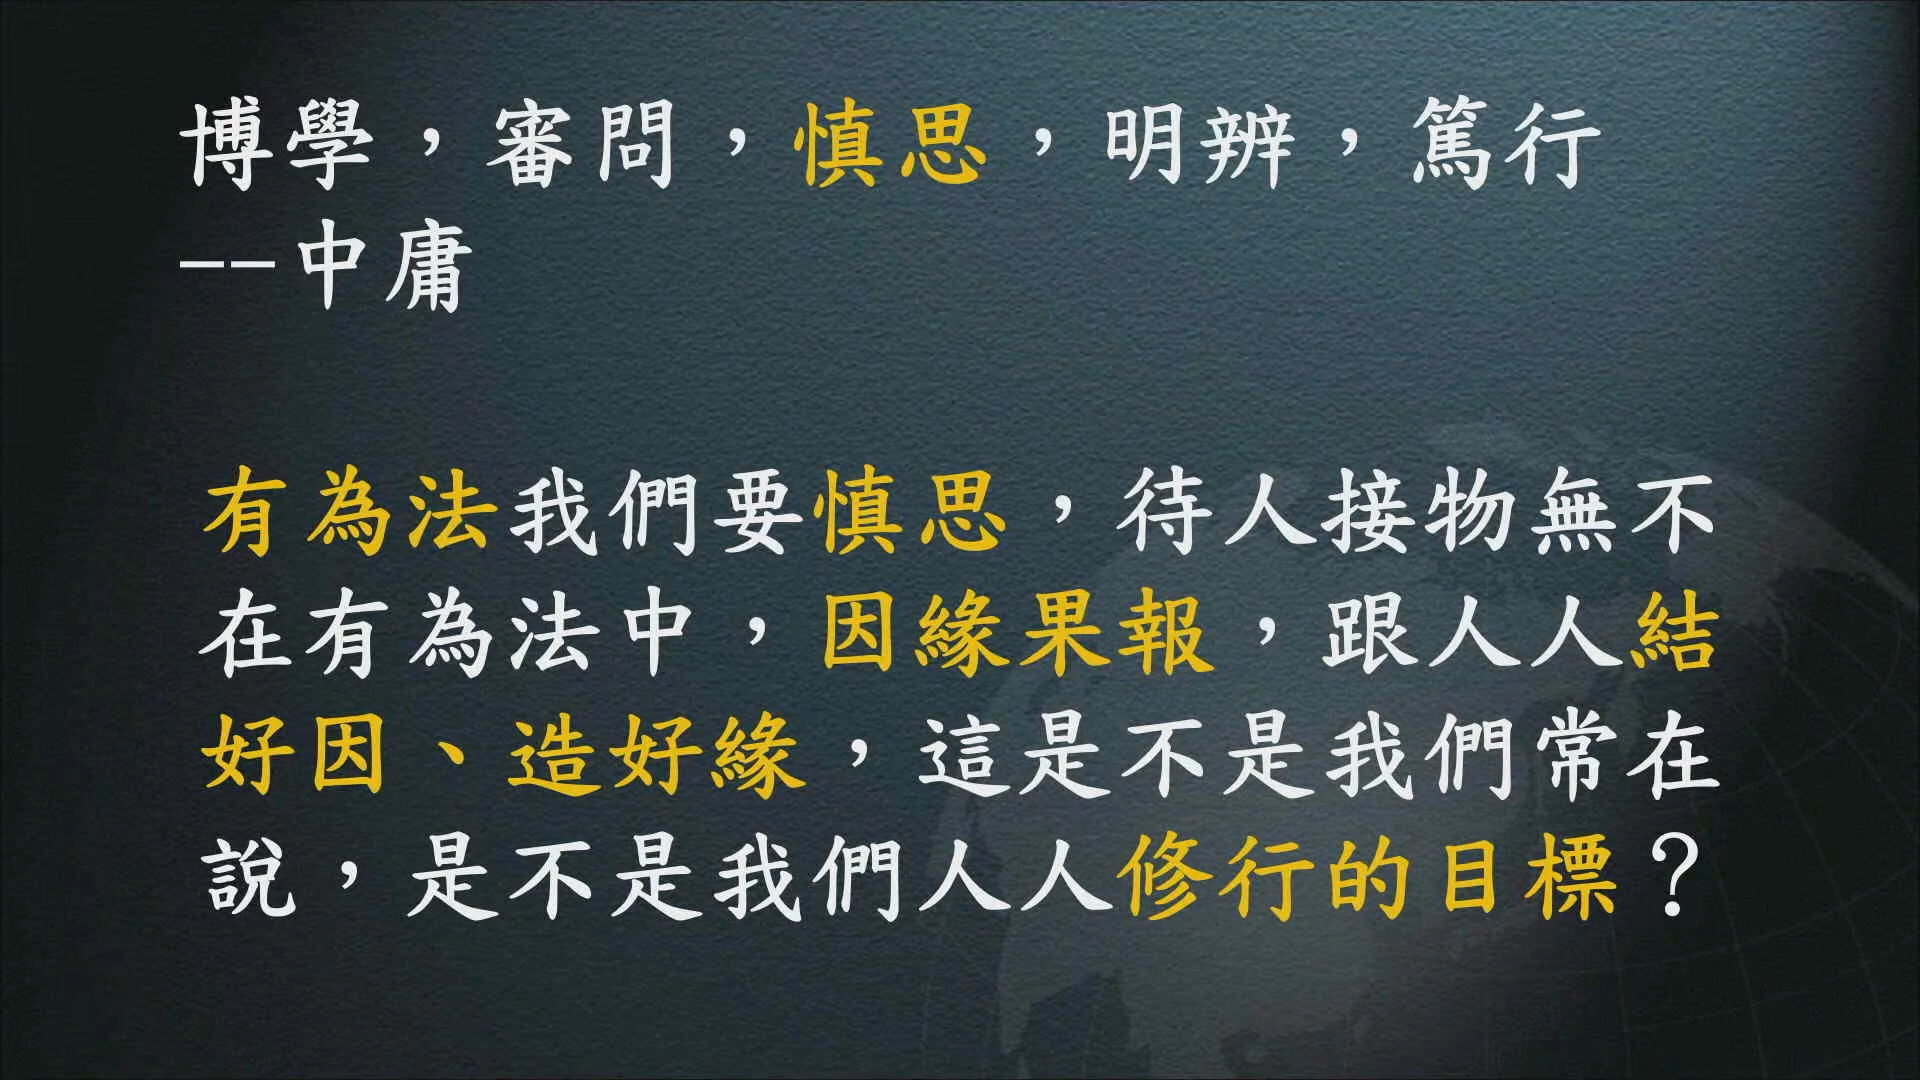 博學，審問，慎思，明辨，篤行
--中庸
有為法我們要慎思，待人接物無不
在有為法中，因緣果報，跟人人結
好因、造好緣，這是不是我們常在
說，是不是我們人人修行的目標？